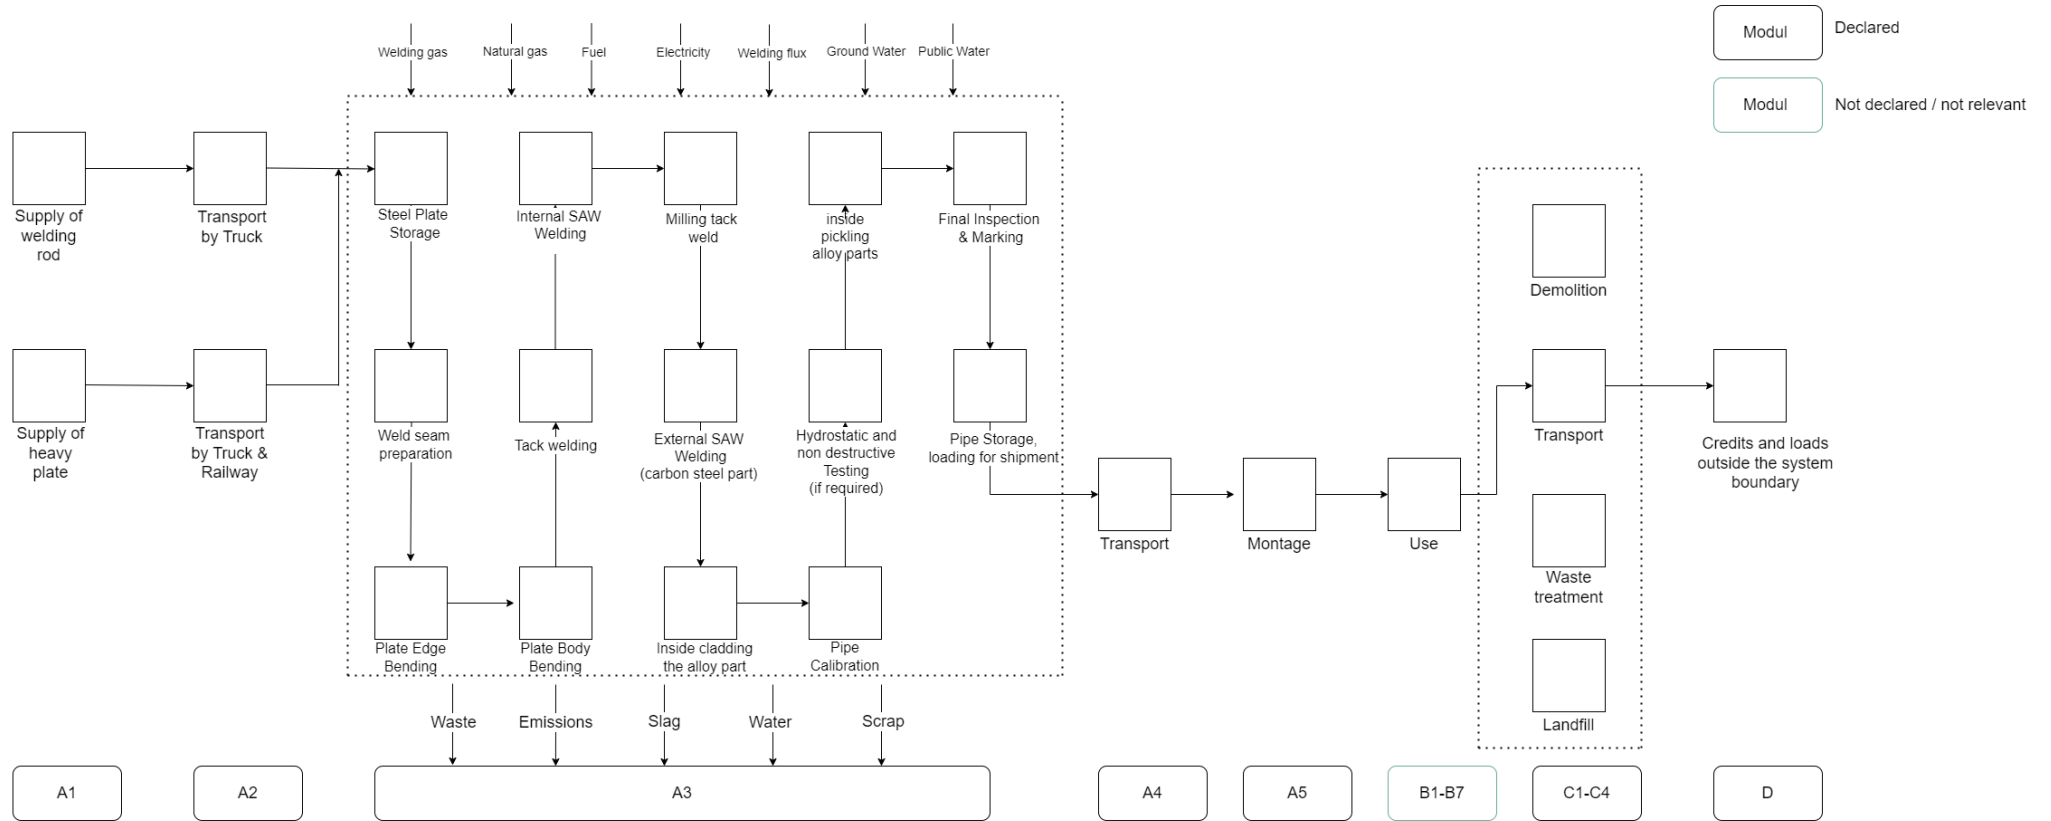 Modul
Declared
Modul
Not declared / not relevant
Welding gas
Natural gas
Fuel
Electricity
Welding flux
Ground Water
Public Water
Supply of
welding
rod
Transport
by Truck
Steel Plate
Storage
Internal SAW
Welding
Milling tack
weld
inside
pickling
alloy parts
Final Inspection
& Marking
Demolition
Supply of
heavy
plate
Transport
by Truck &
Railway
Weld seam
preparation
Tack welding
External SAW
Welding
(carbon steel part)
Hydrostatic and
non destructive
Testing
(if required)
Pipe Storage,
loading for shipment
Transport
Montage
Use
Transport
Credits and loads
outside the system
boundary
Waste
treatment
Plate Edge
Bending
Plate Body
Bending
Inside cladding
the alloy part
Pipe
Calibration
Landfill
Waste
Emissions
Slag
Water
Scrap
A1
A2
A3
A4
A5
B1-B7
C1-C4
D